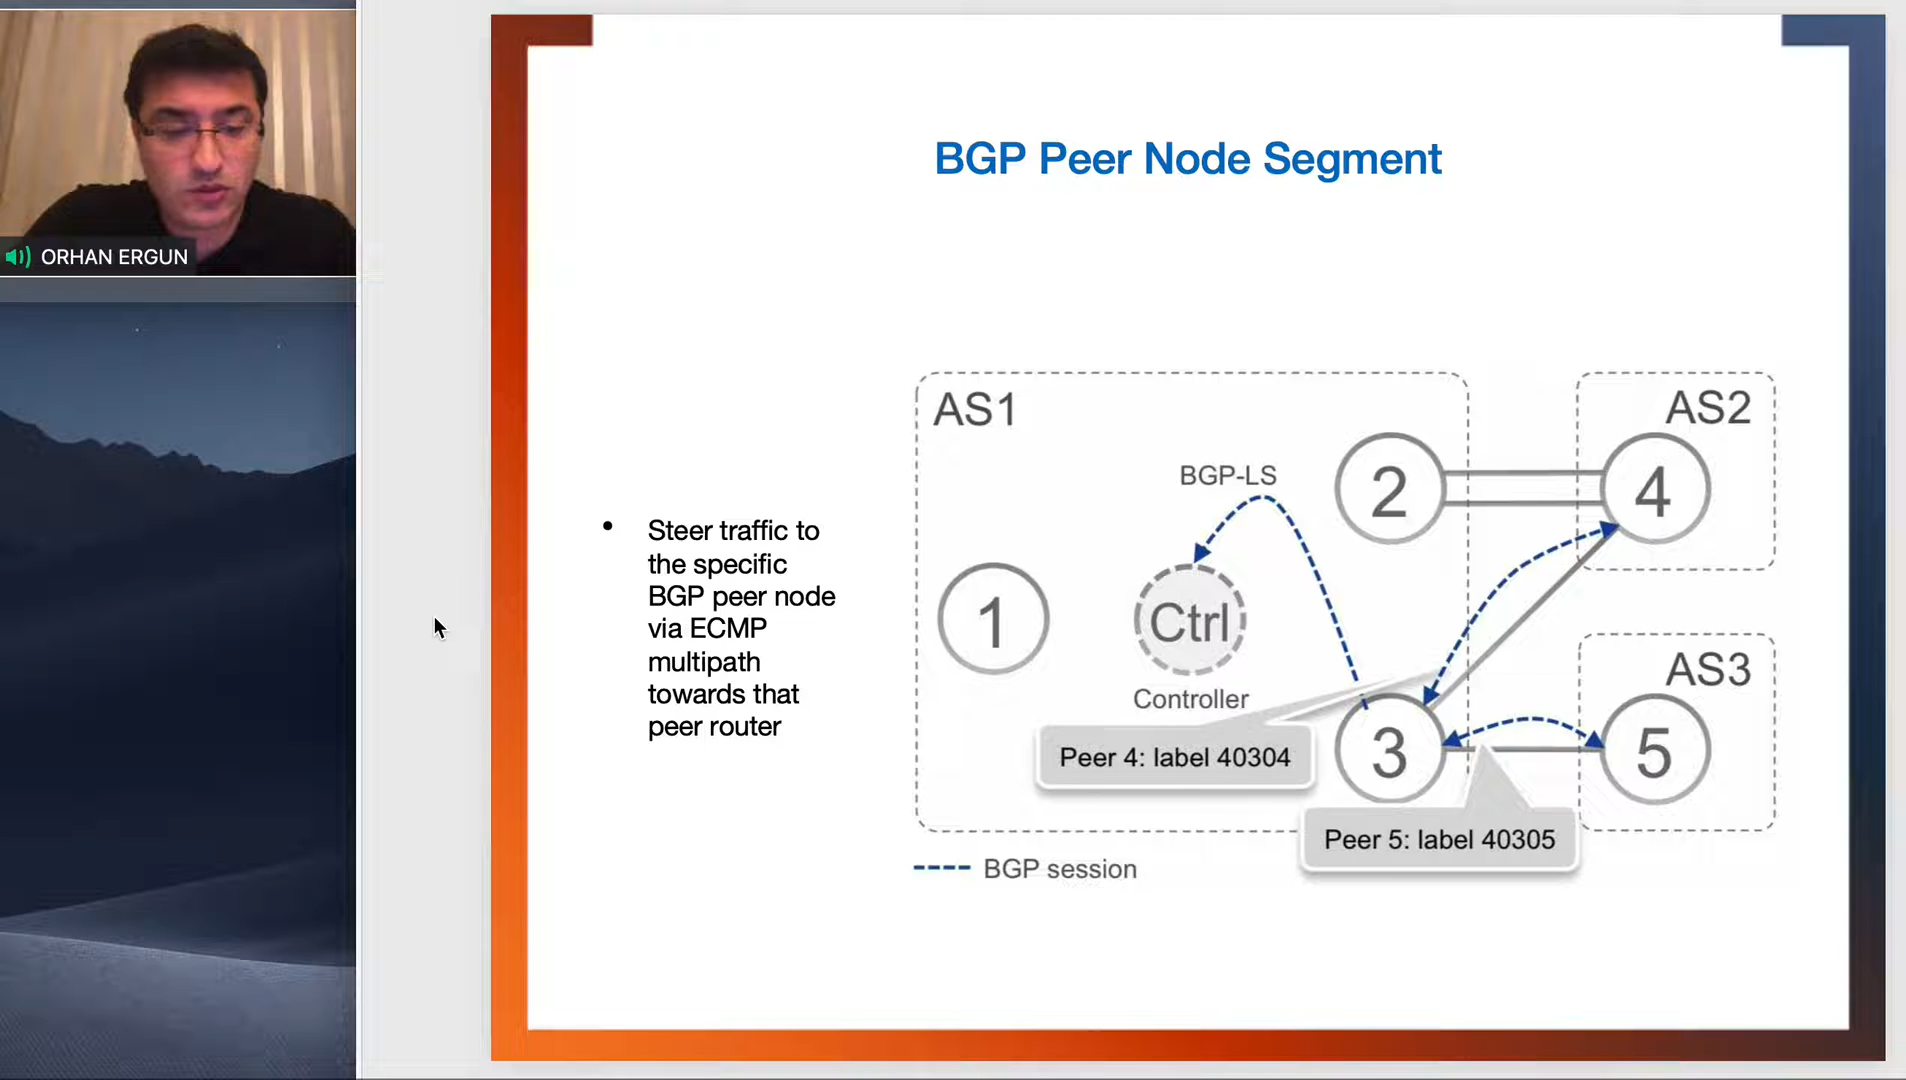 ORHAN ERGUN
BGP Peer Node Segment
• Steer traffic to
the specific
BGP peer node
via ECMP
multipath
towards that
peer router
AS1
AS2
BGP-LS
2
4
1
Ctrl
Controller
AS3
3
5
Peer 4: label 40304
Peer 5: label 40305
BGP session